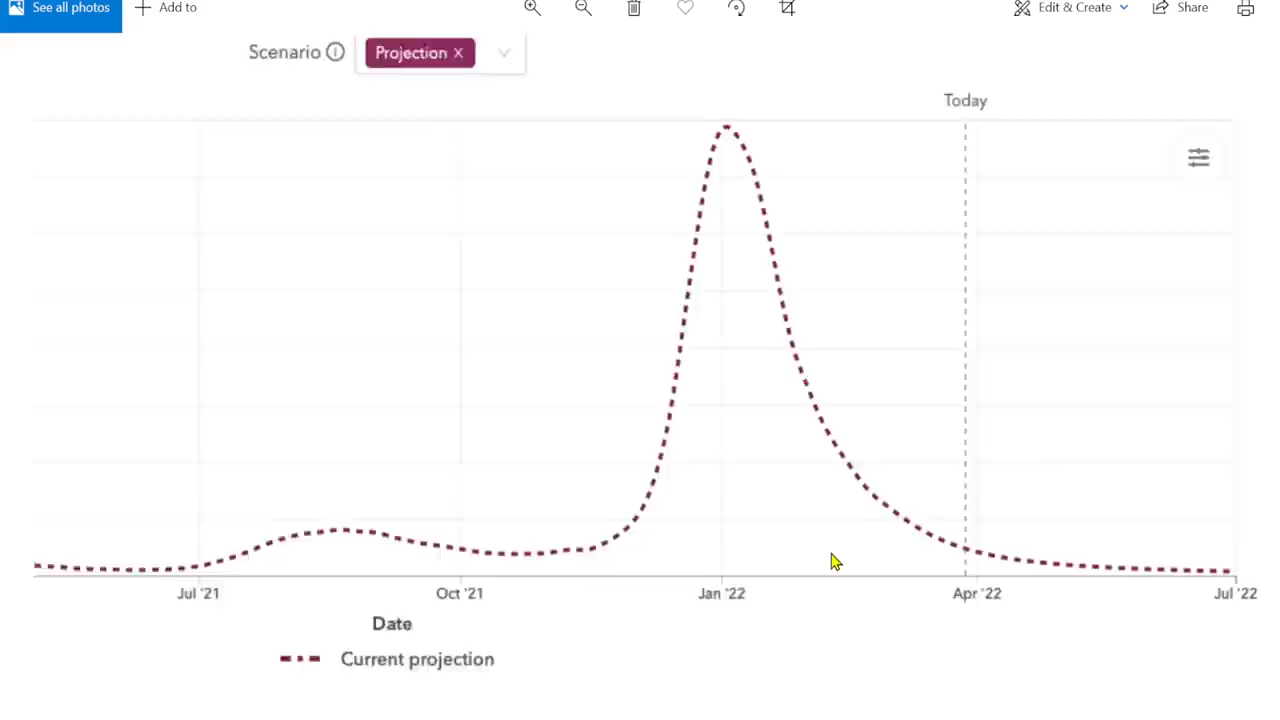 See all photos + Add to Edit & Create Share
Scenario Projection ×
Today
Jul '21 Oct '21 Jan '22 Apr '22 Jul '22
Date
Current projection